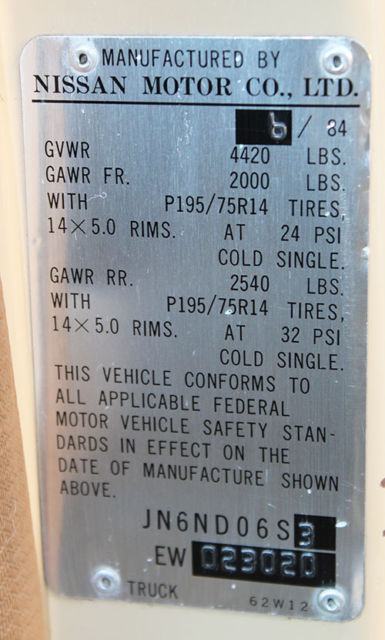 MANUFACTURED BY
NISSAN MOTOR CO., LTD.
6 / 84
GVWR 4420 LBS.
GAWR FR. 2000 LBS.
WITH P195/75R14 TIRES,
14×5.0 RIMS. AT 24 PSI
COLD SINGLE.
GAWR RR. 2540 LBS.
WITH P195/75R14 TIRES,
14×5.0 RIMS. AT 32 PSI
COLD SINGLE.
THIS VEHICLE CONFORMS TO
ALL APPLICABLE FEDERAL
MOTOR VEHICLE SAFETY STAN-
DARDS IN EFFECT ON THE
DATE OF MANUFACTURE SHOWN
ABOVE.
JN6ND06S3
EW 023020
TRUCK 62W12